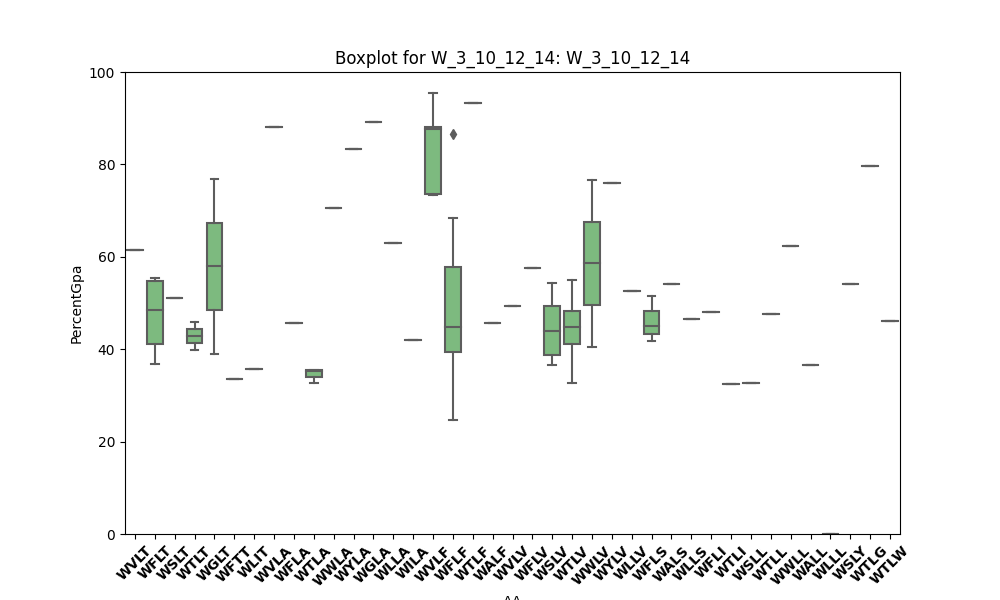 Boxplot for W_3_10_12_14: W_3_10_12_14
100
80
60
40
20
0
PercentGpa
WVLT
WFLT
WSLT
WTLT
WGLT
WFTT
WLIT
WVLA
WFLA
WTLA
WWLA
WYLA
WGLA
WLLA
WILA
WVLF
WFLF
WTLF
WALF
WVLV
WFLV
WSLV
WTLV
WWLV
WYLV
WLLV
WFLS
WALS
WLLS
WFLI
WTLI
WSLL
WTLL
WWLL
WALL
WLLL
WSLY
WTLG
WTLW
AA